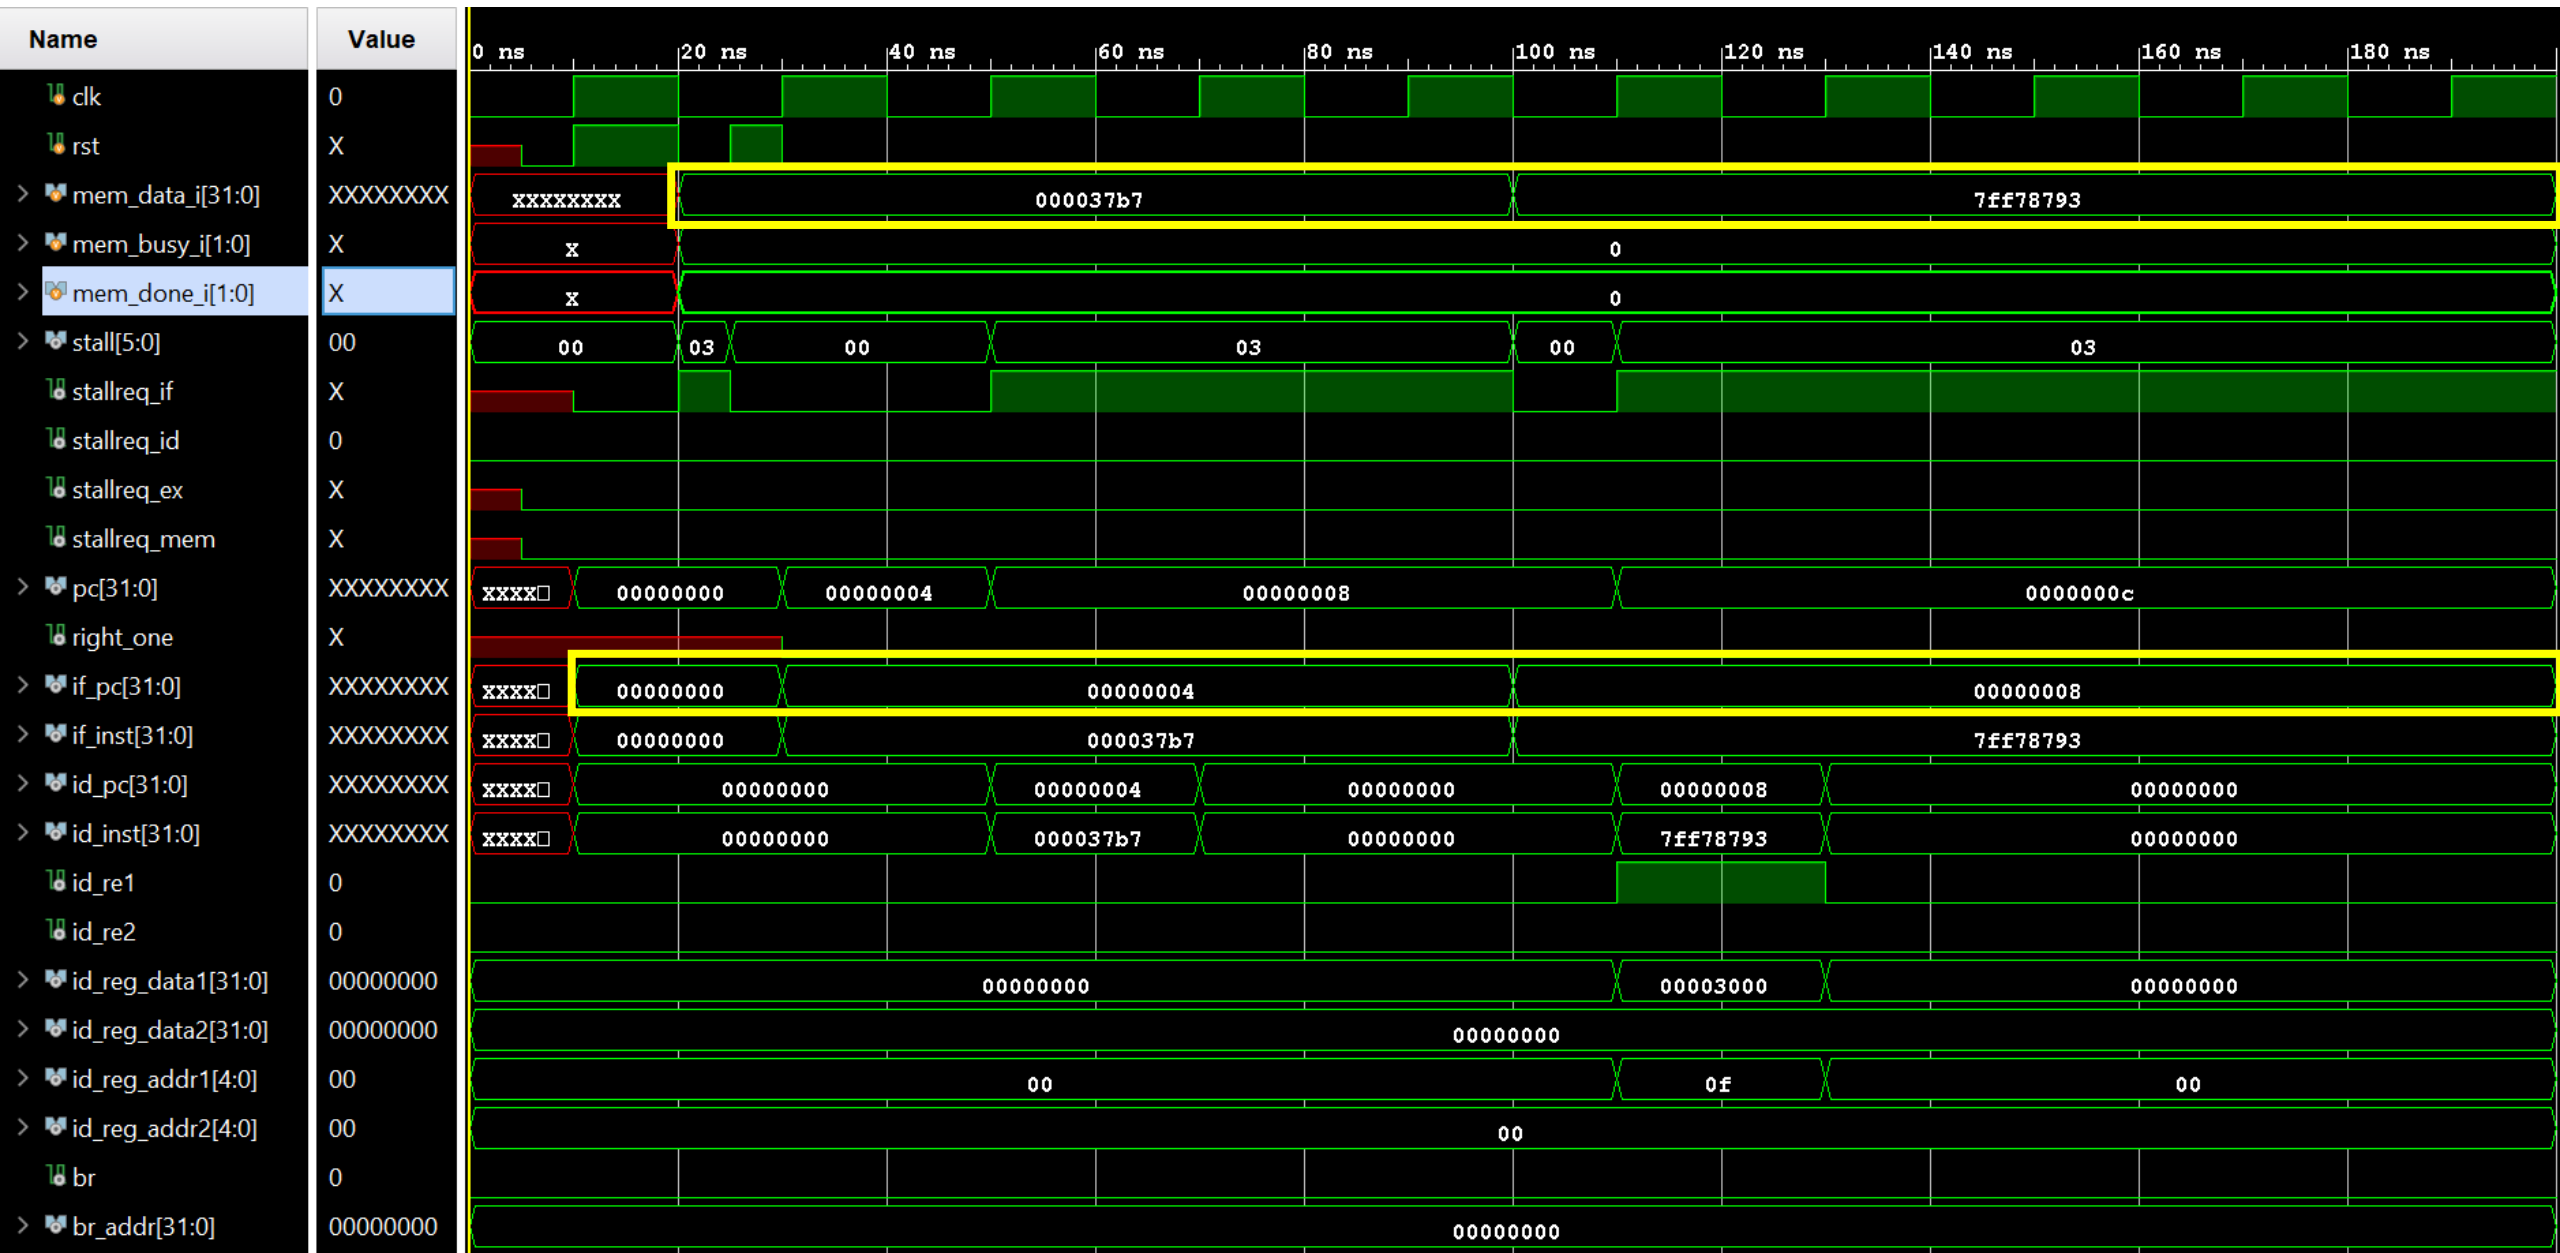 Name Value 0 ns 20 ns 40 ns 60 ns 80 ns 100 ns 120 ns 140 ns 160 ns 180 ns
clk 0
rst X
mem_data_i[31:0] XXXXXXXX XXXXXXXXX 000037b7 7ff78793
mem_busy_i[1:0] X X 0
mem_done_i[1:0] X X 0
stall[5:0] 00 00 03 00 03 00 03
stallreq_if X
stallreq_id 0
stallreq_ex X
stallreq_mem X
pc[31:0] XXXXXXXX XXXX□ 00000000 00000004 00000008 0000000c
right_one X
if_pc[31:0] XXXXXXXX XXXX□ 00000000 00000004 00000008
if_inst[31:0] XXXXXXXX XXXX□ 00000000 000037b7 7ff78793
id_pc[31:0] XXXXXXXX XXXX□ 00000000 00000004 00000000 00000008 00000000
id_inst[31:0] XXXXXXXX XXXX□ 00000000 000037b7 00000000 7ff78793 00000000
id_re1 0
id_re2 0
id_reg_data1[31:0] 00000000 00000000 00003000 00000000
id_reg_data2[31:0] 00000000 00000000
id_reg_addr1[4:0] 00 00 0f 00
id_reg_addr2[4:0] 00 00
br 0
br_addr[31:0] 00000000 00000000